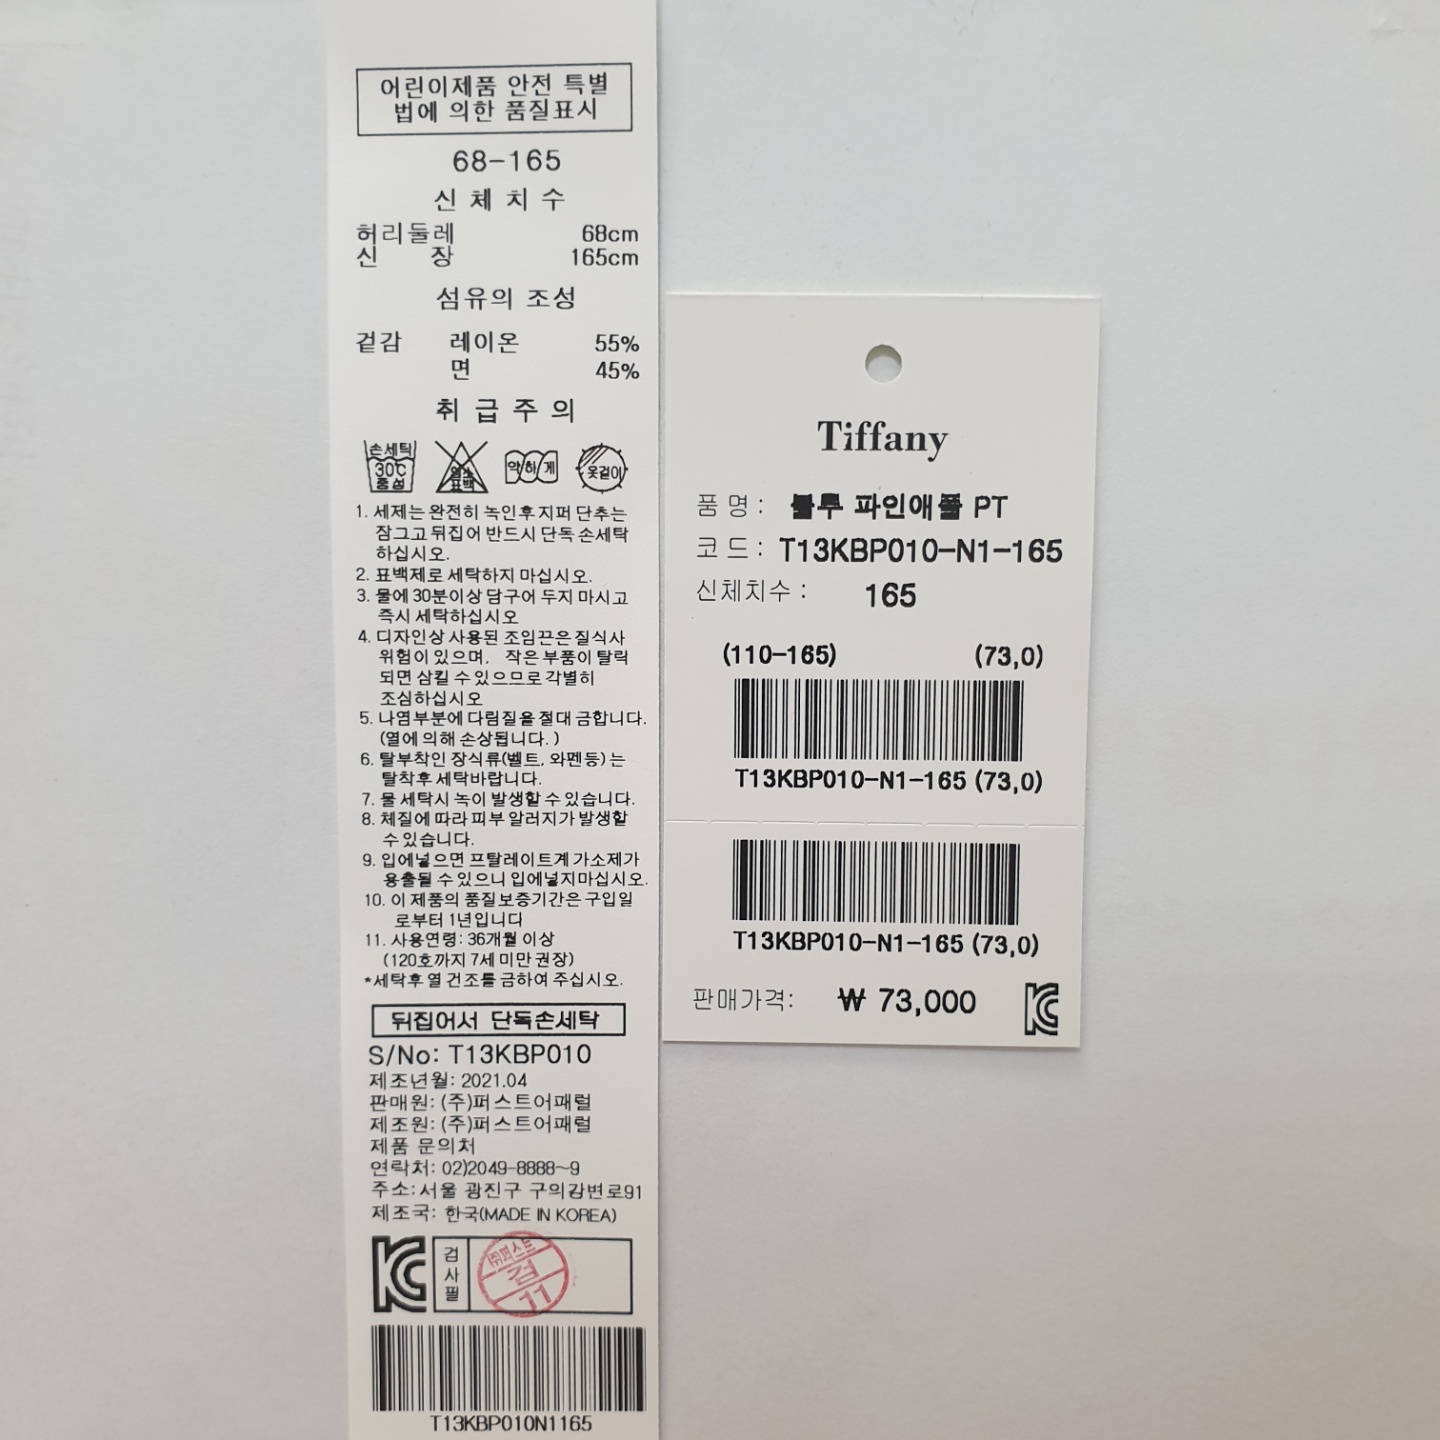 어린이제품 안전 특별
법에 의한 품질표시
68-165
신 체 치 수
허리둘레 68cm
신 장 165cm
섬유의 조성
겉감 레이온 55%
면 45%
취 급 주 의
손세탁
30℃
중성
염소
표백
약하게
옷걸이
1. 세제는 완전히 녹인후 지퍼 단추는
잠그고 뒤집어 반드시 단독 손세탁
하십시오.
2. 표백제로 세탁하지 마십시오.
3. 물에 30분이상 담구어 두지 마시고
즉시 세탁하십시오
4. 디자인상 사용된 조임끈은 질식사
위험이 있으며, 작은 부품이 탈락
되면 삼킬 수 있으므로 각별히
조심하십시오
5. 나염부분에 다림질을 절대 금합니다.
(열에 의해 손상됩니다. )
6. 탈부착인 장식류(벨트, 와펜등)는
탈착후 세탁바랍니다.
7. 물 세탁시 녹이 발생할 수 있습니다.
8. 체질에 따라 피부 알러지가 발생할
수 있습니다.
9. 입에넣으면 프탈레이트계 가소제가
용출될 수 있으니 입에넣지마십시오.
10. 이 제품의 품질보증기간은 구입일
로부터 1년입니다
11. 사용연령: 36개월 이상
(120호까지 7세 미만 권장)
*세탁후 열 건조를 금하여 주십시오.
뒤집어서 단독손세탁
S/No: T13KBP010
제조년월: 2021.04
판매원: (주)퍼스트어패럴
제조원: (주)퍼스트어패럴
제품 문의처
연락처: 02)2049-8888~9
주소:서울 광진구 구의강변로91
제조국: 한국(MADE IN KOREA)
KC
검사필
㈜퍼스트
검
11
T13KBP010N1165
Tiffany
품 명 : 블루 파인애플 PT
코 드 : T13KBP010-N1-165
신체치수 : 165
(110-165) (73,0)
T13KBP010-N1-165 (73,0)
T13KBP010-N1-165 (73,0)
판매가격: ₩ 73,000
KC